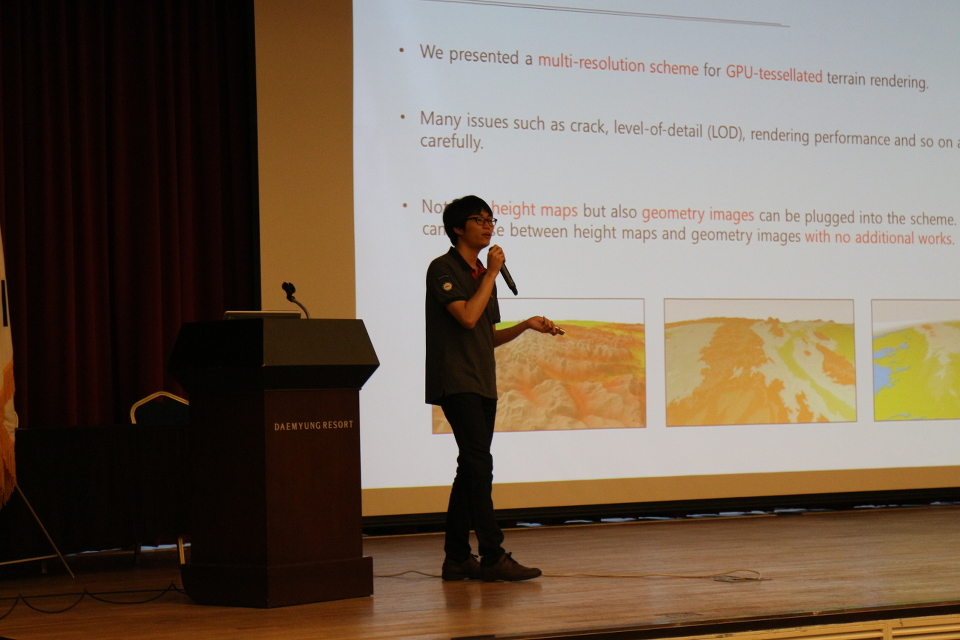 • We presented a multi-resolution scheme for GPU-tessellated terrain rendering.
• Many issues such as crack, level-of-detail (LOD), rendering performance and so on
carefully.
• height maps but also geometry images can be plugged into the scheme.
between height maps and geometry images with no additional works.
DAEMYUNG RESORT